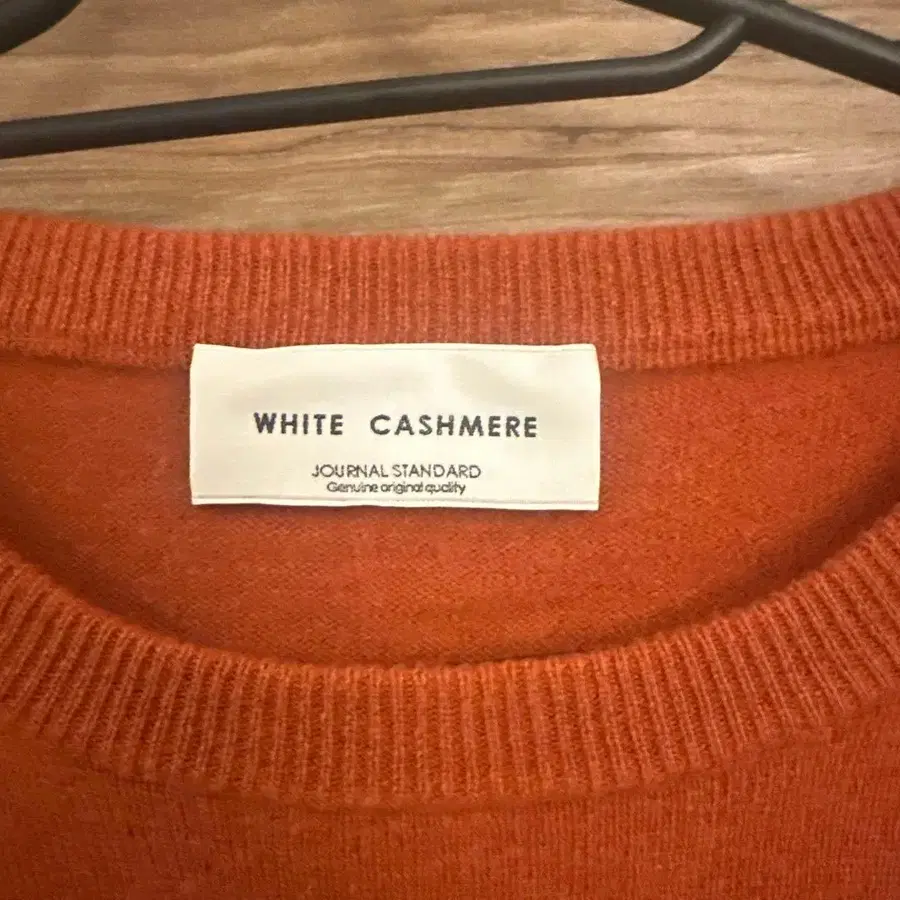 WHITE CASHMERE
JOURNAL STANDARD
Genuine original quality